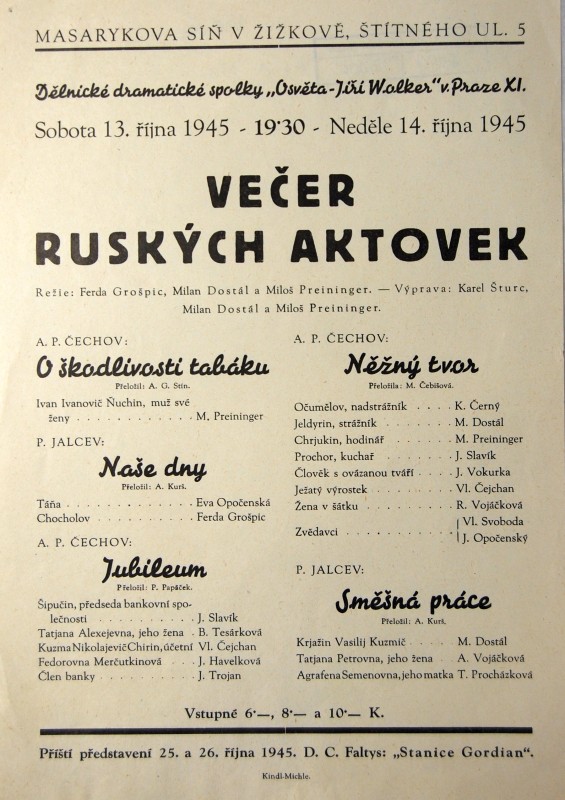 MASARYKOVA SÍŇ V ŽIŽKOVĚ, ŠTÍTNÉHO UL. 5
Dělnické dramatické spolky „Osvěta-Jiří Wolker" v Praze XI.
Sobota 13. října 1945 - 19·30 - Neděle 14. října 1945
VEČER
RUSKÝCH AKTOVEK
Režie: Ferda Grošpic, Milan Dostál a Miloš Preininger. — Výprava: Karel Šturc,
Milan Dostál a Miloš Preininger.
A. P. ČECHOV:
O škodlivosti tabáku
Přeložil: A. G. Stin.
Ivan Ivanovič Ňuchin, muž své
ženy . . . . . . . . . . . . M. Preininger
P. JALCEV:
Naše dny
Přeložil: A. Kurš.
Táňa . . . . . . . . . . . . Eva Opočenská
Chocholov . . . . . . . . . . Ferda Grošpic
A. P. ČECHOV:
Jubileum
Přeložil: P. Papáček.
Šipučin, předseda bankovní spo-
lečnosti . . . . . . . . . . J. Slavík
Tatjana Alexejevna, jeho žena . B. Tesárková
Kuzma Nikolajevič Chirin, účetní Vl. Čejchan
Fedorovna Merčutkinová . . . J. Havelková
Člen banky . . . . . . . . . . J. Trojan
A. P. ČECHOV:
Něžný tvor
Přeložila: M. Čebišová.
Očumělov, nadstrážník . . . . K. Černý
Jeldyrin, strážník . . . . . . . M. Dostál
Chrjukin, hodinář . . . . . . M. Preininger
Prochor, kuchař . . . . . . . J. Slavík
Člověk s ovázanou tváří . . . . J. Vokurka
Ježatý výrostek . . . . . . . . Vl. Čejchan
Žena v šátku . . . . . . . . . R. Vojáčková
Zvědavci . . . . . . . . . . Vl. Svoboda
J. Opočenský
P. JALCEV:
Směšná práce
Přeložil: A. Kurš.
Krjažin Vasilij Kuzmič . . . . M. Dostál
Tatjana Petrovna, jeho žena . . A. Vojáčková
Agrafena Semenovna, jeho matka T. Procházková
Vstupné 6·—, 8·— a 10·— K.
Příští představení 25. a 26. října 1945. D. C. Faltys: „Stanice Gordian".
Kindl-Michle.